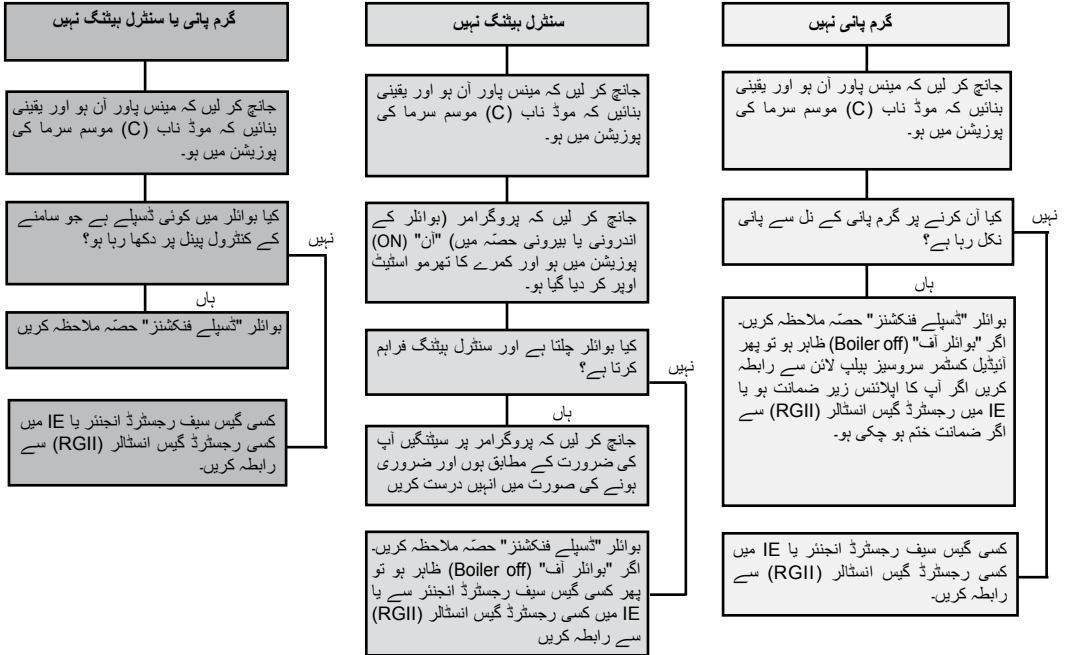 گرم پانی نہیں
جانچ کر لیں کہ مینس پاور آن ہو اور یقینی
بنائیں کہ موڈ ناب (C) موسم سرما کی
پوزیشن میں ہو۔
کیا آن کرنے پر گرم پانی کے نل سے پانی
نکل رہا ہے؟
نہیں
ہاں
بوائلر "ڈسپلے فنکشنز" حصّہ ملاحظہ کریں۔
اگر "بوائلر آف" (Boiler off) ظاہر ہو تو پھر
آئیڈیل کسٹمر سروسیز ہیلپ لائن سے رابطہ
کریں اگر آپ کا اپلائنس زیر ضمانت ہو یا
IE میں رجسٹرڈ گیس انسٹالر (RGII) سے
اگر ضمانت ختم ہو چکی ہو۔
کسی گیس سیف رجسٹرڈ انجنئر یا IE میں
کسی رجسٹرڈ گیس انسٹالر (RGII) سے
رابطہ کریں۔
سنٹرل ہیٹنگ نہیں
جانچ کر لیں کہ مینس پاور آن ہو اور یقینی
بنائیں کہ موڈ ناب (C) موسم سرما کی
پوزیشن میں ہو۔
جانچ کر لیں کہ پروگرامر (بوائلر کے
اندرونی یا بیرونی حصّہ میں) "آن" (ON)
پوزیشن میں ہو اور کمرے کا تھرمو اسٹیٹ
اوپر کر دیا گیا ہو۔
کیا بوائلر چلتا ہے اور سنٹرل ہیٹنگ فراہم
کرتا ہے؟
نہیں
ہاں
جانچ کر لیں کہ پروگرامر پر سیٹنگیں آپ
کی ضرورت کے مطابق ہوں اور ضروری
ہونے کی صورت میں انہیں درست کریں
بوائلر "ڈسپلے فنکشنز" حصّہ ملاحظہ کریں۔
اگر "بوائلر آف" (Boiler off) ظاہر ہو تو
پھر کسی گیس سیف رجسٹرڈ انجنئر سے یا
IE میں کسی رجسٹرڈ گیس انسٹالر (RGII)
سے رابطہ کریں
گرم پانی یا سنٹرل ہیٹنگ نہیں
جانچ کر لیں کہ مینس پاور آن ہو اور یقینی
بنائیں کہ موڈ ناب (C) موسم سرما کی
پوزیشن میں ہو۔
کیا بوائلر میں کوئی ڈسپلے ہے جو سامنے
کے کنٹرول پینل پر دکھا رہا ہو؟
نہیں
ہاں
بوائلر "ڈسپلے فنکشنز" حصّہ ملاحظہ کریں
کسی گیس سیف رجسٹرڈ انجنئر یا IE میں
کسی رجسٹرڈ گیس انسٹالر (RGII) سے
رابطہ کریں۔